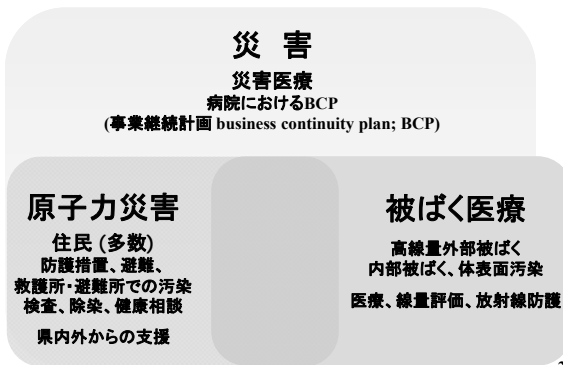 災 害
災害医療
病院におけるBCP
(事業継続計画 business continuity plan; BCP)
原子力災害
住民 (多数)
防護措置、避難、
救護所・避難所での汚染
検査、除染、健康相談
県内外からの支援
被ばく医療
高線量外部被ばく
内部被ばく、体表面汚染
医療、線量評価、放射線防護